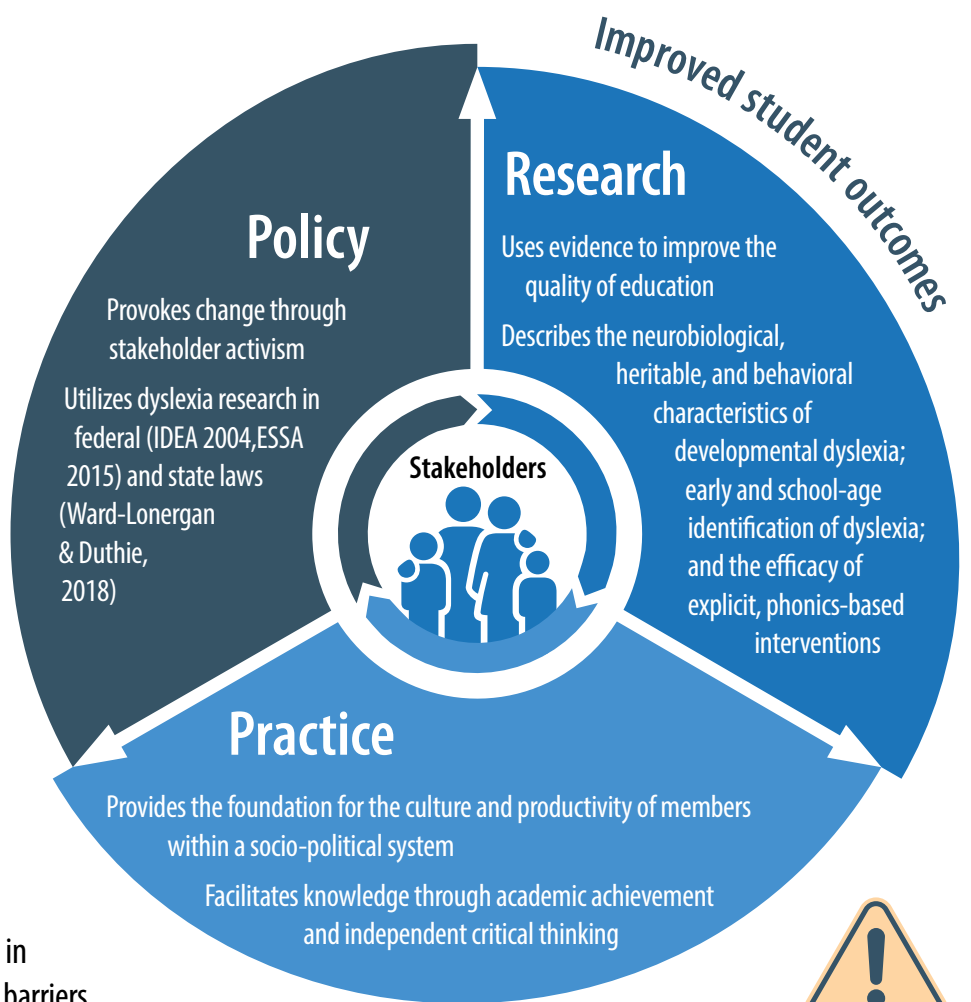 Improved student outcomes
Policy
Provokes change through
stakeholder activism
Utilizes dyslexia research in
federal (IDEA 2004,ESSA
2015) and state laws
(Ward-Lonergan
& Duthie,
2018)
Research
Uses evidence to improve the
quality of education
Describes the neurobiological,
heritable, and behavioral
characteristics of
developmental dyslexia;
early and school-age
identification of dyslexia;
and the efficacy of
explicit, phonics-based
interventions
Stakeholders
Practice
Provides the foundation for the culture and productivity of members
within a socio-political system
Facilitates knowledge through academic achievement
and independent critical thinking
in
barriers
!